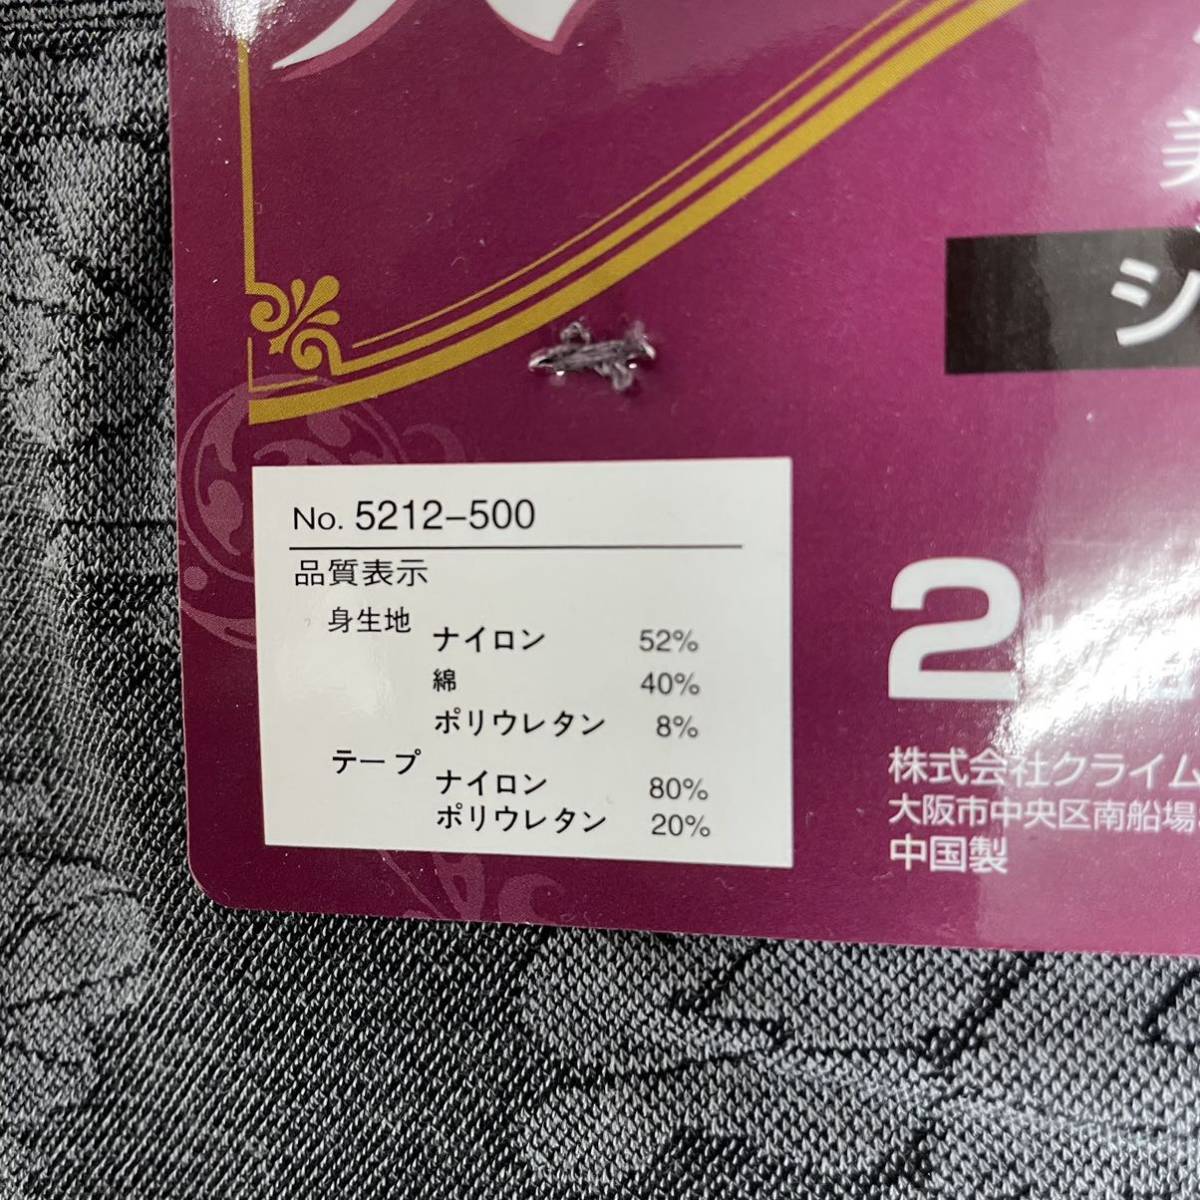 シ
No. 5212-500
品質表示
身生地
ナイロン 52%
綿 40%
ポリウレタン 8%
テープ
ナイロン 80%
ポリウレタン 20%
2
株式会社クライム
大阪市中央区南船場
中国製